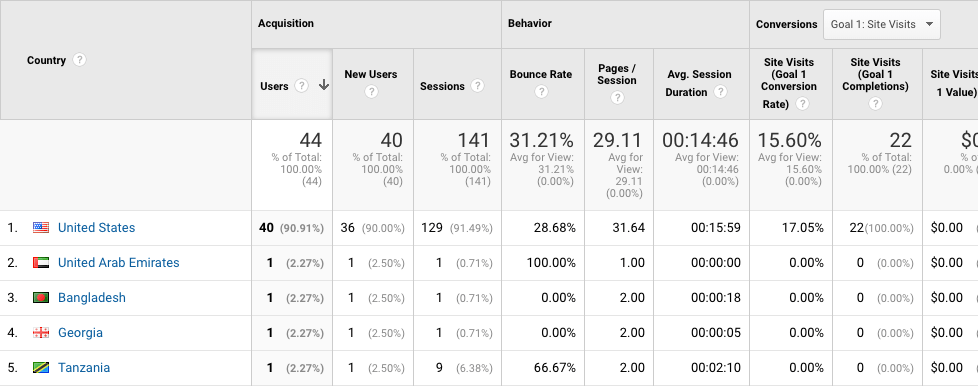 Acquisition Behavior Conversions Goal 1: Site Visits
Country ? Users ? New Users ? Sessions ? Bounce Rate ? Pages / Session ? Avg. Session Duration ? Site Visits (Goal 1 Conversion Rate) ? Site Visits (Goal 1 Completions) ? Site Visits 1 Value)
44 % of Total: 100.00% (44) 40 % of Total: 100.00% (40) 141 % of Total: 100.00% (141) 31.21% Avg for View: 31.21% (0.00%) 29.11 Avg for View: 29.11 (0.00%) 00:14:46 Avg for View: 00:14:46 (0.00%) 15.60% Avg for View: 15.60% (0.00%) 22 % of Total: 100.00% (22) $0 % o 0.00% (
1. United States 40 (90.91%) 36 (90.00%) 129 (91.49%) 28.68% 31.64 00:15:59 17.05% 22(100.00%) $0.00
2. United Arab Emirates 1 (2.27%) 1 (2.50%) 1 (0.71%) 100.00% 1.00 00:00:00 0.00% 0 (0.00%) $0.00
3. Bangladesh 1 (2.27%) 1 (2.50%) 1 (0.71%) 0.00% 2.00 00:00:18 0.00% 0 (0.00%) $0.00
4. Georgia 1 (2.27%) 1 (2.50%) 1 (0.71%) 0.00% 2.00 00:00:05 0.00% 0 (0.00%) $0.00
5. Tanzania 1 (2.27%) 1 (2.50%) 9 (6.38%) 66.67% 2.00 00:02:10 0.00% 0 (0.00%) $0.00